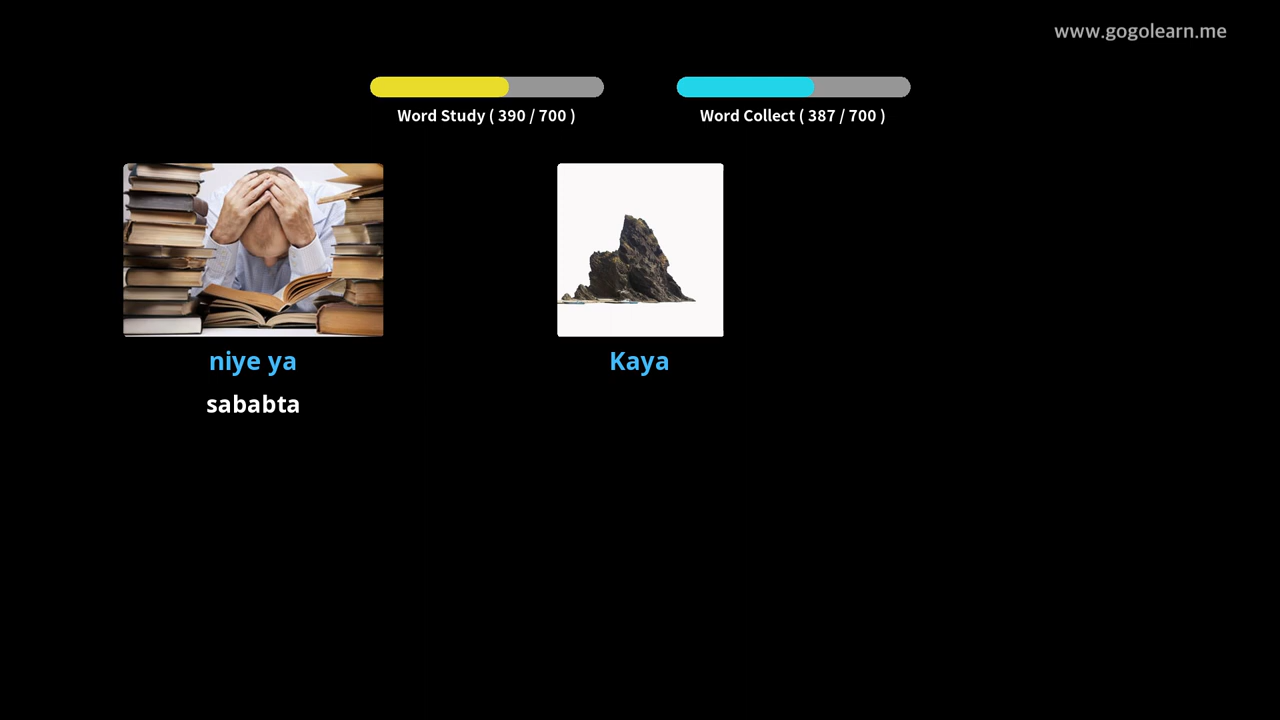 www.gogolearn.me
Word Study ( 390 / 700 )
Word Collect ( 387 / 700 )
niye ya
sababta
Kaya